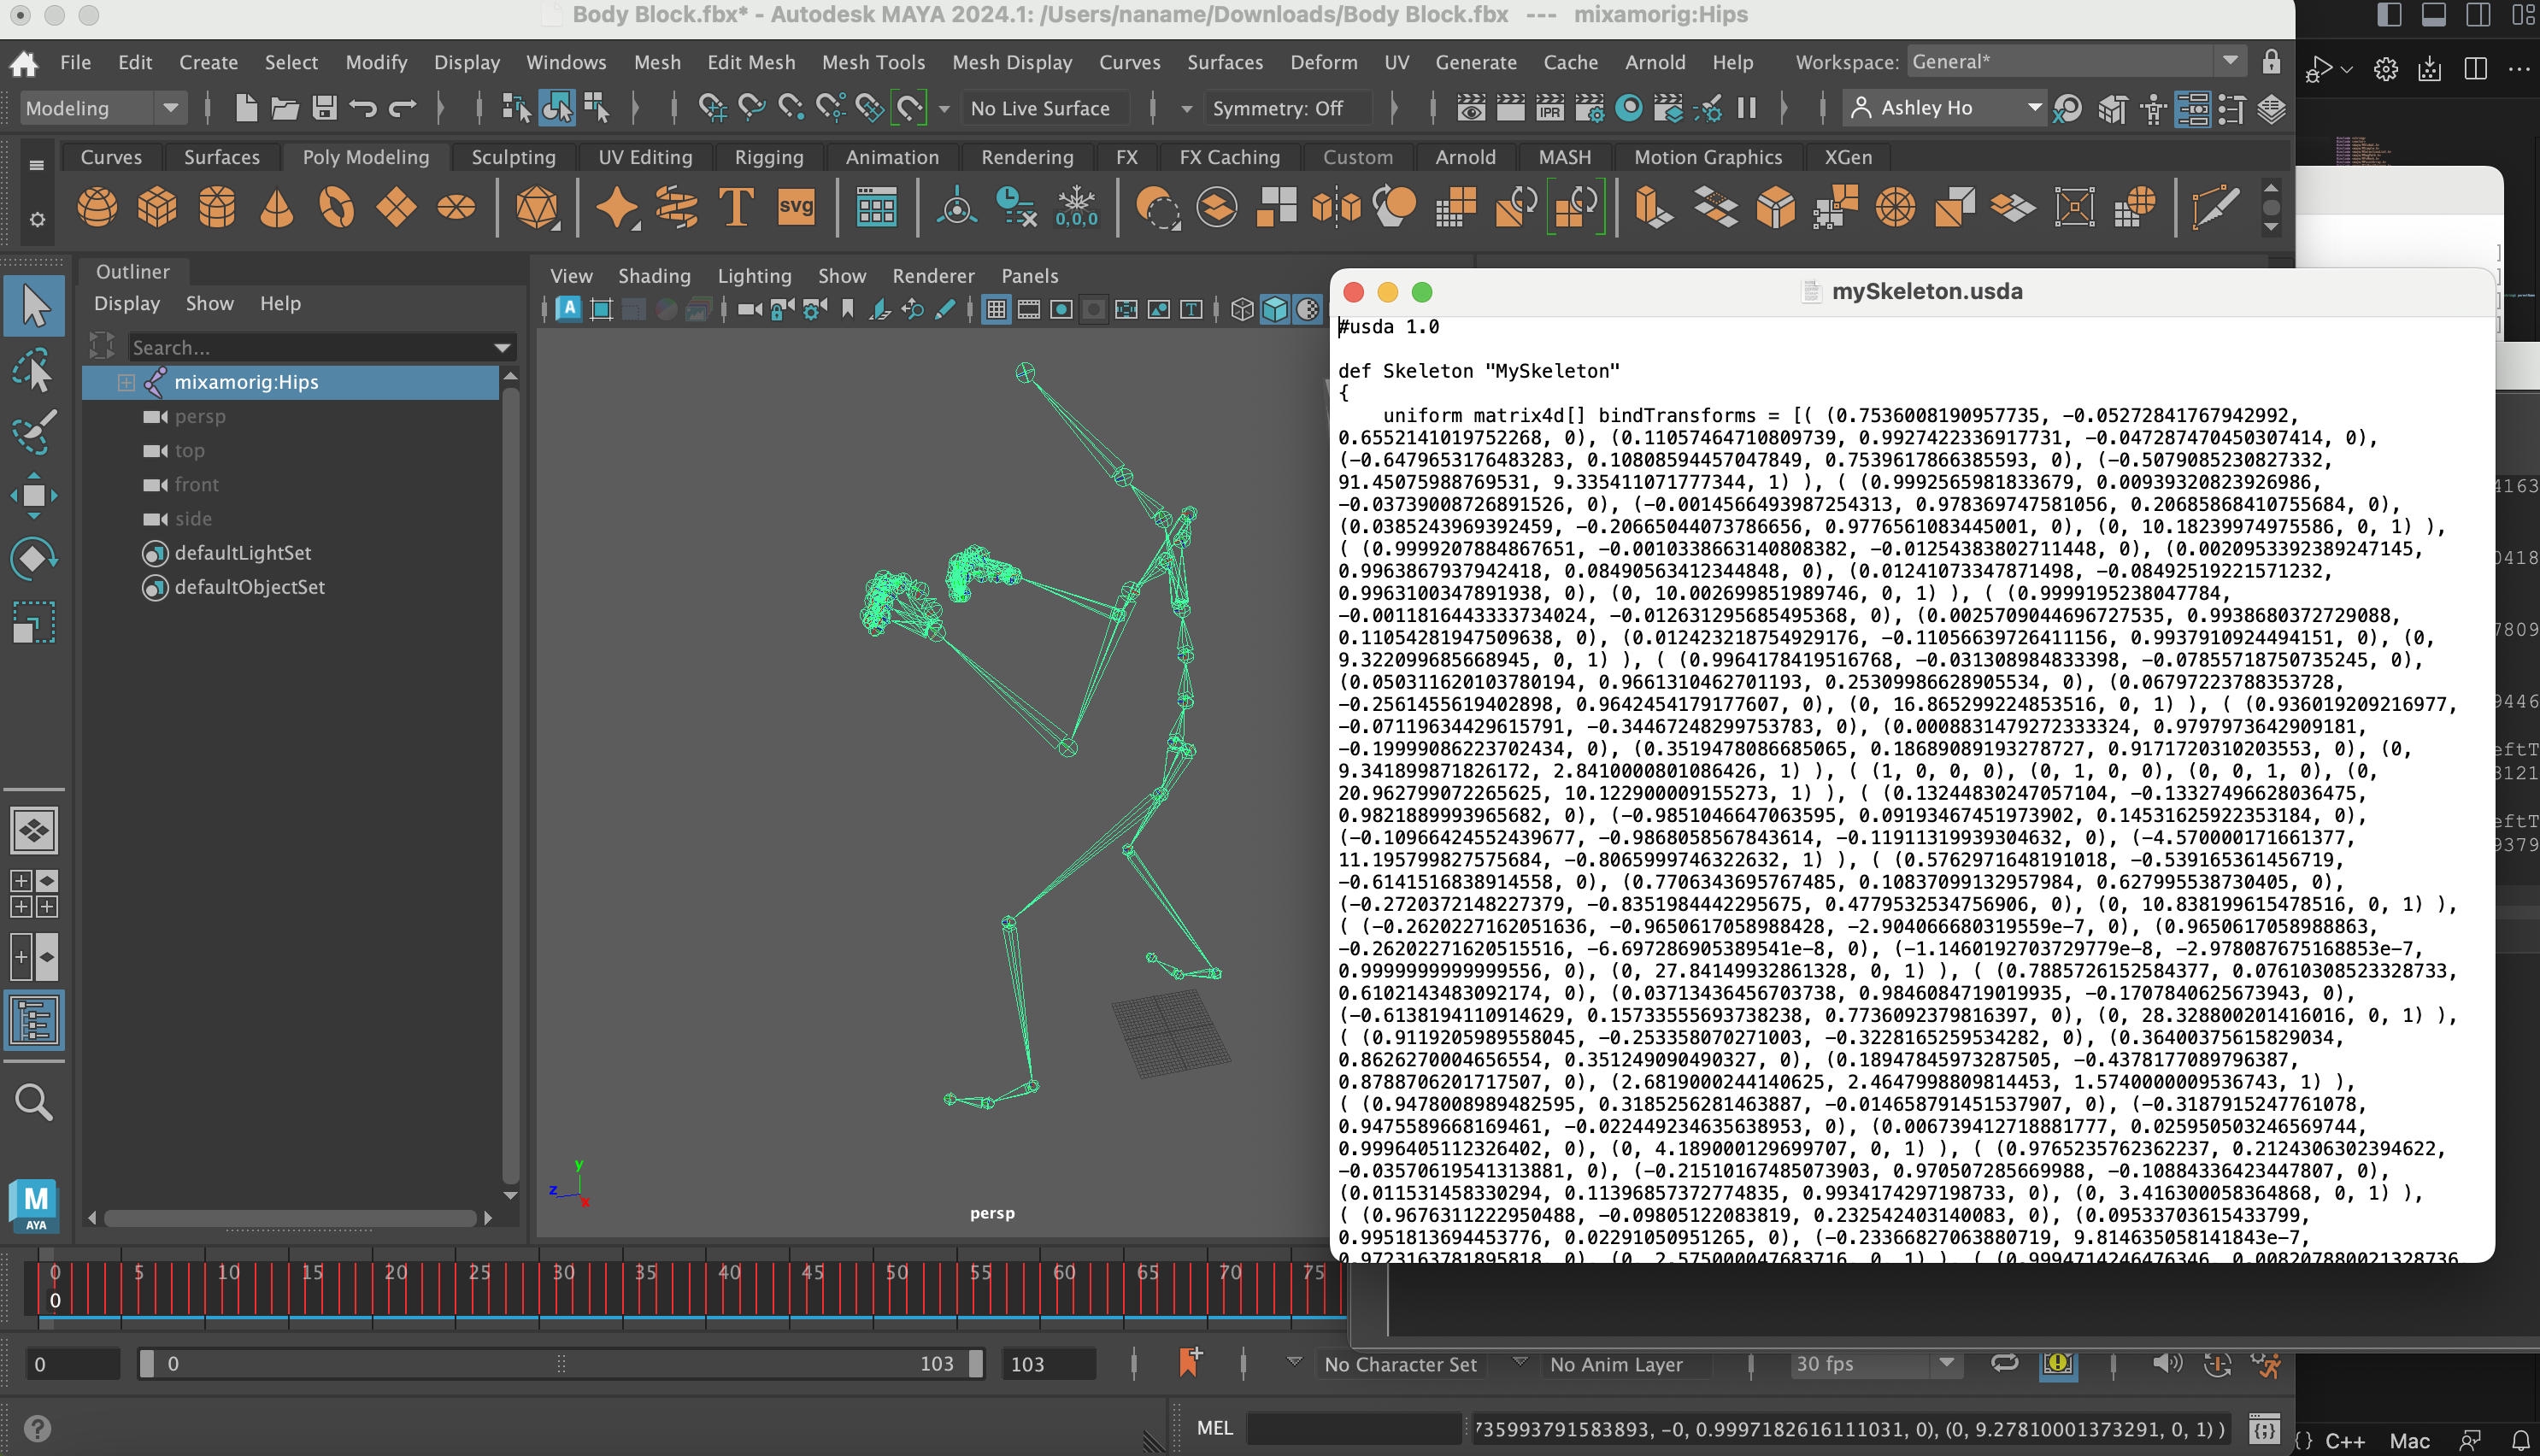 Body Block.fbx* - Autodesk MAYA 2024.1: /Users/naname/Downloads/Body Block.fbx --- mixamorig:Hips
File Edit Create Select Modify Display Windows Mesh Edit Mesh Mesh Tools Mesh Display Curves Surfaces Deform UV Generate Cache Arnold Help Workspace: General*
Modeling No Live Surface Symmetry: Off IPR Ashley Ho
Curves Surfaces Poly Modeling Sculpting UV Editing Rigging Animation Rendering FX FX Caching Custom Arnold MASH Motion Graphics XGen
T svg 0,0,0
Outliner
Display Show Help
Search...
mixamorig:Hips
persp
top
front
side
defaultLightSet
defaultObjectSet
View Shading Lighting Show Renderer Panels
y
z
x
persp
mySkeleton.usda
#usda 1.0
def Skeleton "MySkeleton"
{
uniform matrix4d[] bindTransforms = [( (0.7536008190957735, -0.05272841767942992,
0.6552141019752268, 0), (0.11057464710809739, 0.9927422336917731, -0.047287470450307414, 0),
(-0.6479653176483283, 0.10808594457047849, 0.7539617866385593, 0), (-0.5079085230827332,
91.45075988769531, 9.335411071777344, 1) ), ( (0.9992565981833679, 0.00939320823926986,
-0.03739008726891526, 0), (-0.0014566493987254313, 0.978369747581056, 0.20685868410755684, 0),
(0.0385243969392459, -0.20665044073786656, 0.9776561083445001, 0), (0, 10.182399749755586, 0, 1) ),
( (0.9999207884867651, -0.0010338663140808382, -0.01254383802711448, 0), (0.0020953392389247145,
0.9963867937942418, 0.08490563412344848, 0), (0.01241073347871498, -0.08492519221571232,
0.9963100347891938, 0), (0, 10.002699851989746, 0, 1) ), ( (0.9999195238047784,
-0.0011816443333734024, -0.012631295685495368, 0), (0.0025709044696727535, 0.9938680372729088,
0.11054281947509638, 0), (0.012423218754929176, -0.11056639726411156, 0.9937910924494151, 0), (0,
9.322099685668945, 0, 1) ), ( (0.9964178419516768, -0.031308984833398, -0.07855718750735245, 0),
(0.050311620103780194, 0.9661310462701193, 0.25309986628905534, 0), (0.06797223788353728,
-0.2561455619402898, 0.9642454179177607, 0), (0, 16.865299224853516, 0, 1) ), ( (0.936019209216977,
-0.07119634429615791, -0.34467248299753783, 0), (0.0008831479272333324, 0.9797973642909181,
-0.19999086223702434, 0), (0.3519478086685065, 0.18689089193278727, 0.9171720310203553, 0), (0,
9.341899871826172, 2.8410000801086426, 1) ), ( (1, 0, 0, 0), (0, 1, 0, 0), (0, 0, 1, 0), (0,
20.962799072265625, 10.122900009155273, 1) ), ( (0.13244830247057104, -0.13327496628036475,
0.9821889993965682, 0), (-0.9851046647063595, 0.09193467451973902, 0.14531625922353184, 0),
(-0.10966424552439677, -0.9868058567843614, -0.11911319939304632, 0), (-4.570000171661377,
11.195799827575684, -0.8065999746322632, 1) ), ( (0.5762971648191018, -0.539165361456719,
-0.6141516838914558, 0), (0.7706343695767485, 0.10837099132957984, 0.627995538730405, 0),
(-0.2720372148227379, -0.8351984442295675, 0.4779532534756906, 0), (0, 10.838199615478516, 0, 1) ),
( (-0.2620227162051636, -0.9650617058988428, -2.904066680319559e-7, 0), (0.9650617058988863,
-0.26202271620515516, -6.697286905389541e-8, 0), (-1.1460192703729779e-8, -2.978087675168853e-7,
0.9999999999999556, 0), (0, 27.84149932861328, 0, 1) ), ( (0.7885726152584377, 0.07610308523328733,
0.6102143483092174, 0), (0.03713436456703738, 0.9846084719019935, -0.1707840625673943, 0),
(-0.6138194110914629, 0.15733555693738238, 0.7736092379816397, 0), (0, 28.328800201416016, 0, 1) ),
( (0.9119205989558045, -0.253358070271003, -0.3228165259534282, 0), (0.36400375615829034,
0.8626270004656554, 0.351249090490327, 0), (0.18947845973287505, -0.4378177089796387,
0.8788706201717507, 0), (2.6819000244140625, 2.4647998809814453, 1.5740000009536743, 1) ),
( (0.9478008989482595, 0.3185256281463887, -0.014658791451537907, 0), (-0.3187915247761078,
0.9475589668169461, -0.022449234635638953, 0), (0.006739412718881777, 0.025950503246569744,
0.9996405112326402, 0), (0, 4.189000129699707, 0, 1) ), ( (0.9765235762362237, 0.2124306302394622,
-0.03570619541313881, 0), (-0.21510167485073903, 0.970507285669988, -0.10884336423447807, 0),
(0.011531458330294, 0.11396857372774835, 0.9934174297198733, 0), (0, 3.416300058364868, 0, 1) ),
( (0.9676311222950488, -0.09805122083819, 0.232542403140083, 0), (0.09533703615433799,
0.9951813694453776, 0.02291050951265, 0), (-0.23366827063880719, 9.814635058141843e-7,
0.9723163781895818, 0), (0, 2.575000047683716, 0, 1) ), ( (0.9994714246476346, 0.008207880021328736
4163
0418
7809
9446
eftT
3121
eftT
9379
M
AYA
0 5 10 15 20 25 30 35 40 45 50 55 60 65 70 75
0
0 0 103 103 No Character Set No Anim Layer 30 fps
MEL 735993791583893, -0, 0.9997182616111031, 0), (0, 9.27810001373291, 0, 1) )
{} C++ Mac